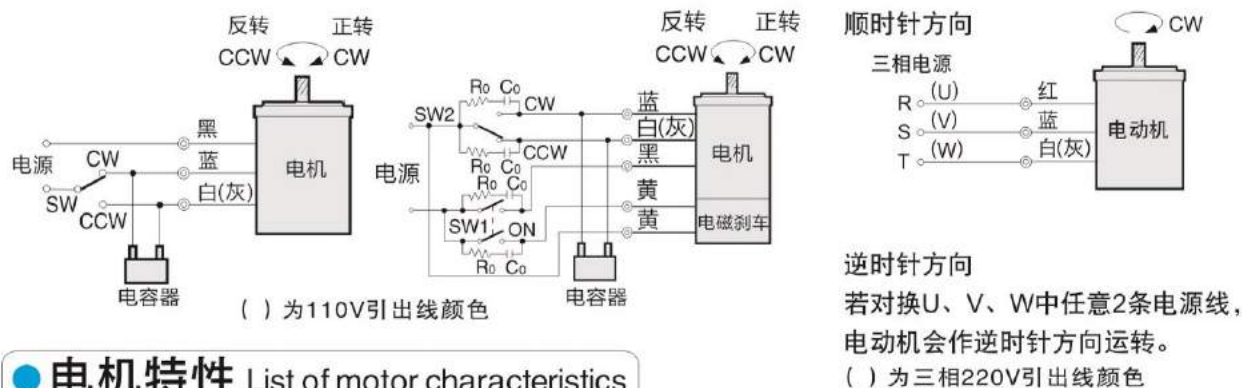 反转 正转
CCW CW
黑
电源
CW
蓝
电机
SW
CCW
白(灰)
电容器
反转 正转
CCW CW
R₀ C₀
CW
蓝
SW2
白(灰)
CCW
黑
电机
R₀ C₀
电源
R₀ C₀
黄
SW1 ON
黄
电磁刹车
R₀ C₀
电容器
( ) 为110V引出线颜色
顺时针方向
CW
三相电源
R (U) 红
S (V) 蓝
T (W) 白(灰)
电动机
逆时针方向
若对换U、V、W中任意2条电源线，
电动机会作逆时针方向运转。
( ) 为三相220V引出线颜色
电机特性 List of motor characteristics